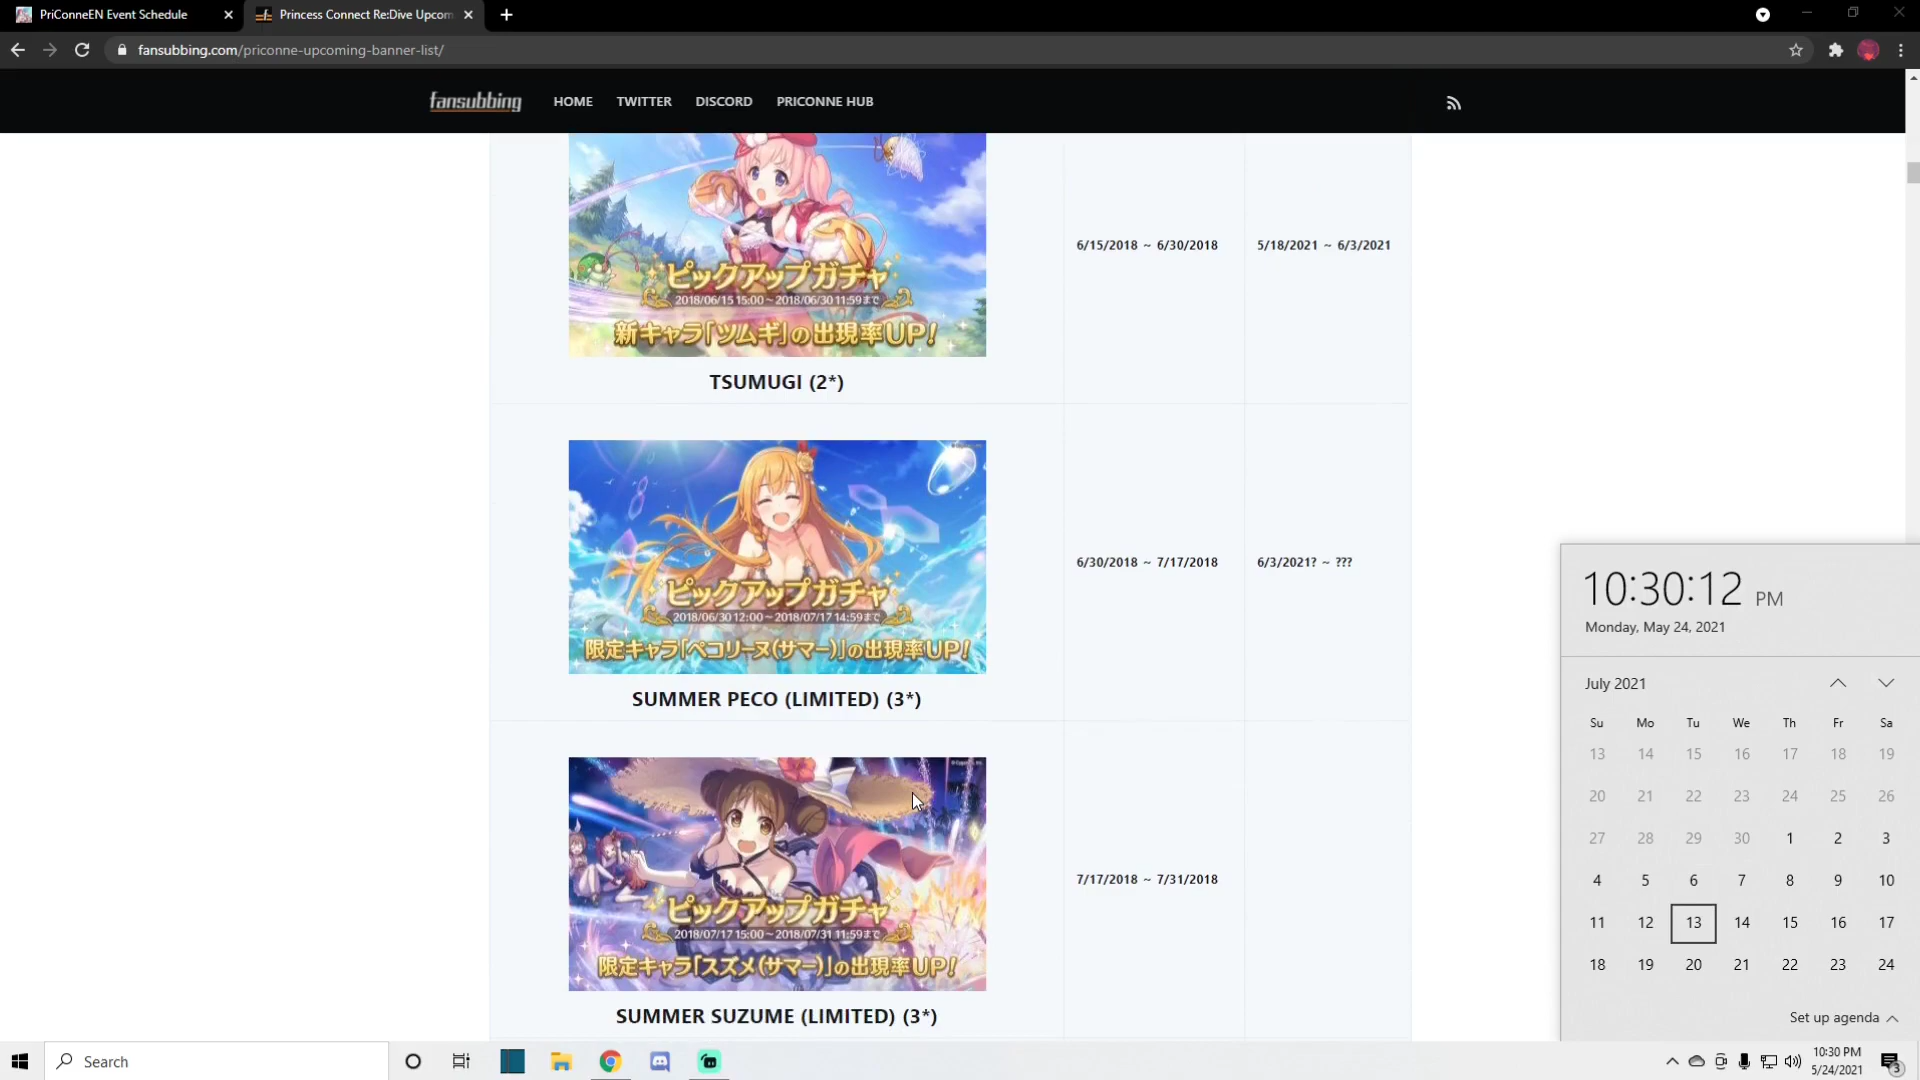 PriConneEN Event Schedule
Princess Connect Re:Dive Upcom
fansubbing.com/priconne-upcoming-banner-list/
fansubbing HOME TWITTER DISCORD PRICONNE HUB
ピックアップガチャ
2018/06/15 15:00~2018/06/30 11:59まで
新キャラ「ツムギ」の出現率UP!
TSUMUGI (2*)
6/15/2018 ~ 6/30/2018
5/18/2021 ~ 6/3/2021
ピックアップガチャ
2018/06/30 12:00~2018/07/17 14:59まで
限定キャラ「ペコリーヌ(サマー)」の出現率UP!
SUMMER PECO (LIMITED) (3*)
6/30/2018 ~ 7/17/2018
6/3/2021? ~ ???
ピックアップガチャ
2018/07/17 15:00~2018/07/31 11:59まで
限定キャラ「スズメ(サマー)」の出現率UP!
SUMMER SUZUME (LIMITED) (3*)
7/17/2018 ~ 7/31/2018
10:30:12 PM
Monday, May 24, 2021
July 2021
Su Mo Tu We Th Fr Sa
13 14 15 16 17 18 19
20 21 22 23 24 25 26
27 28 29 30 1 2 3
4 5 6 7 8 9 10
11 12 13 14 15 16 17
18 19 20 21 22 23 24
Set up agenda
Search
10:30 PM
5/24/2021
3